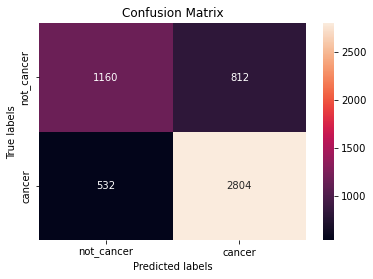 Confusion Matrix
True labels
not_cancer
1160
812
cancer
532
2804
not_cancer
cancer
Predicted labels
2500
2000
1500
1000